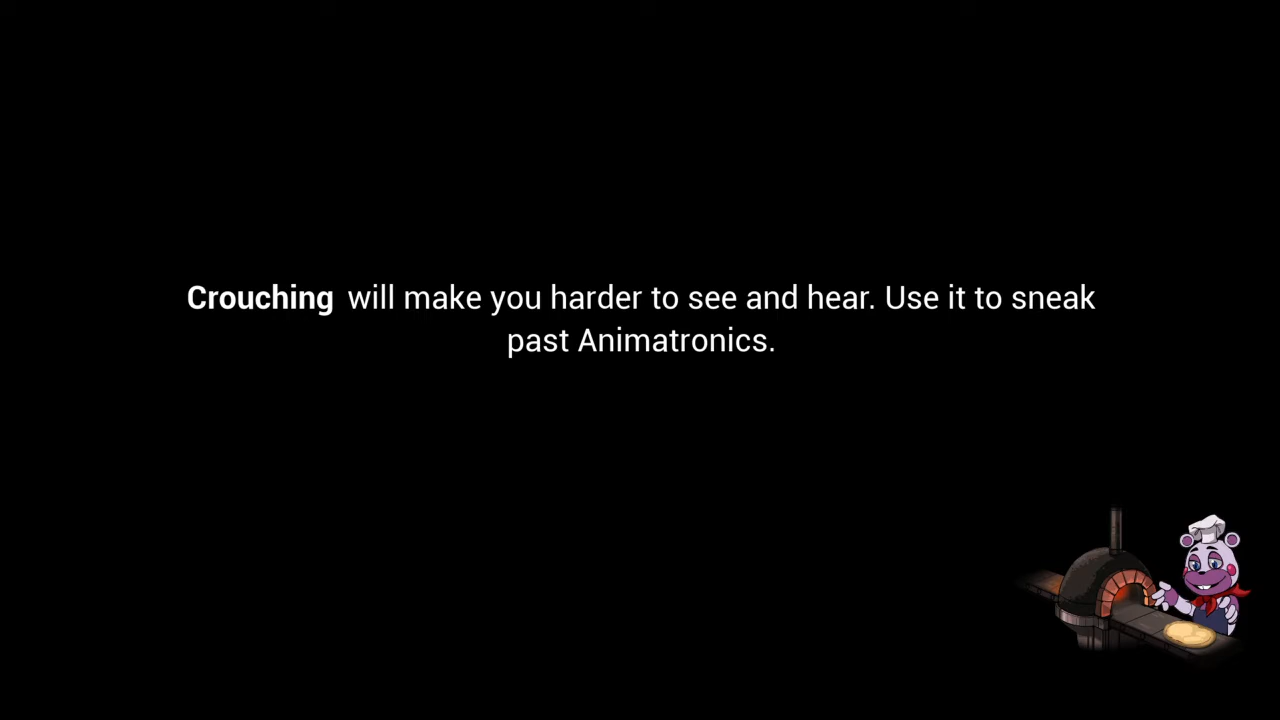 Crouching will make you harder to see and hear. Use it to sneak
past Animatronics.